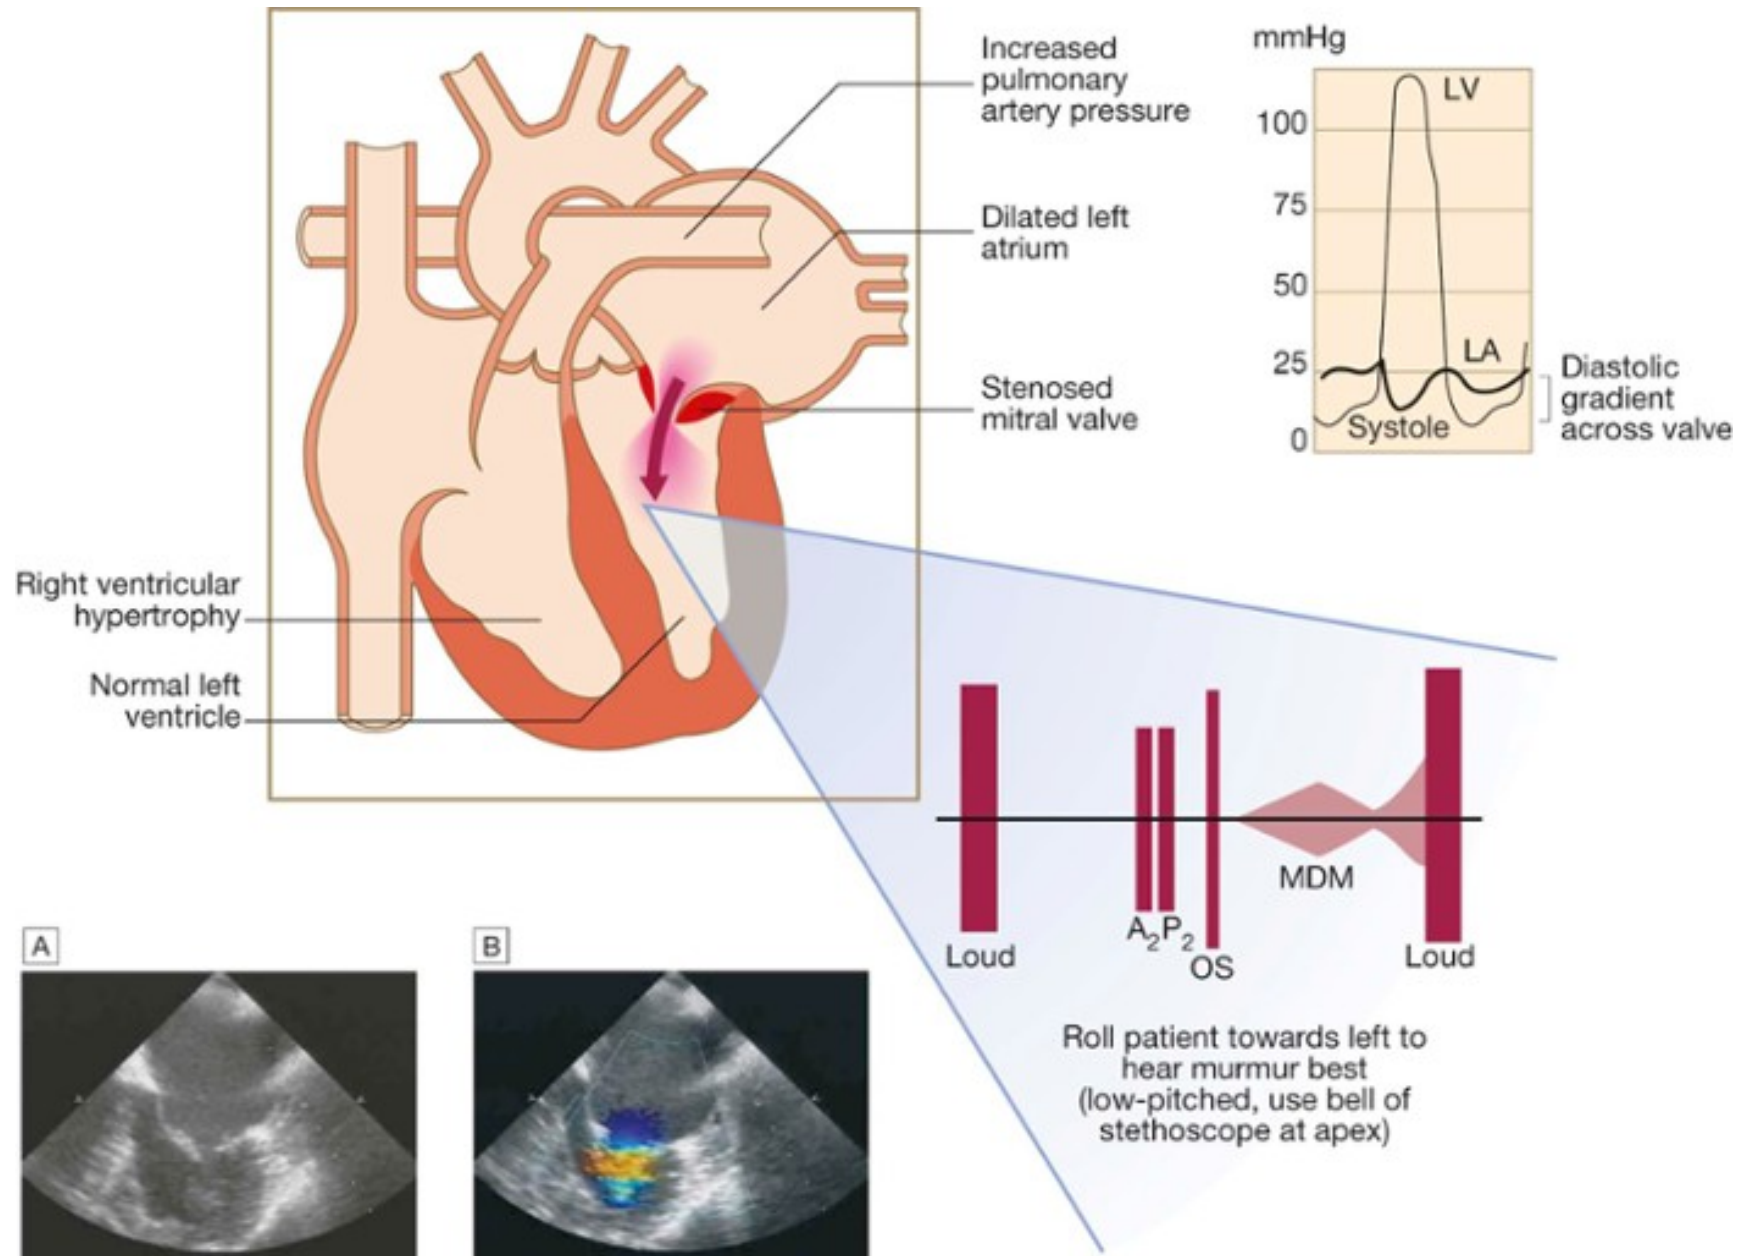 Increased
pulmonary
artery pressure
Dilated left
atrium
Stenosed
mitral valve
Right ventricular
hypertrophy
Normal left
ventricle
mmHg
100
75
50
25
0
LV
LA
Systole
Diastolic
gradient
across valve
Loud
A2P2
OS
MDM
Loud
Roll patient towards left to
hear murmur best
(low-pitched, use bell of
stethoscope at apex)
A
B